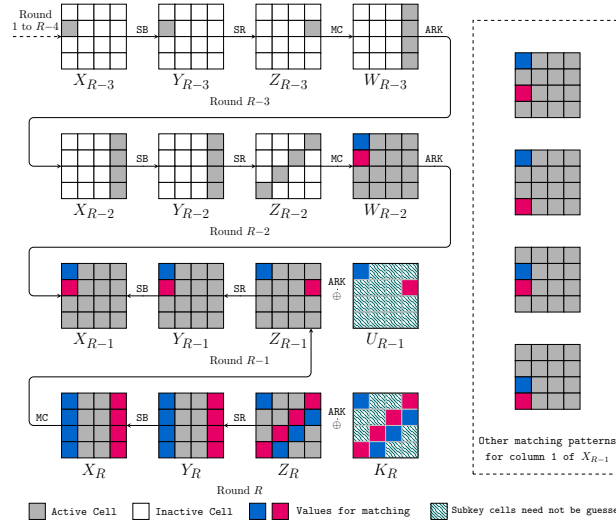 Round
1 to R−4
SB
SR
MC
ARK
X_{R−3}
Y_{R−3}
Z_{R−3}
W_{R−3}
Round R−3
SB
SR
MC
ARK
X_{R−2}
Y_{R−2}
Z_{R−2}
W_{R−2}
Round R−2
SB
SR
ARK
⊕
X_{R−1}
Y_{R−1}
Z_{R−1}
U_{R−1}
Round R−1
MC
SB
SR
ARK
⊕
X_R
Y_R
Z_R
K_R
Round R
Other matching patterns
for column 1 of X_{R−1}
Active Cell
Inactive Cell
Values for matching
Subkey cells need not be guessed